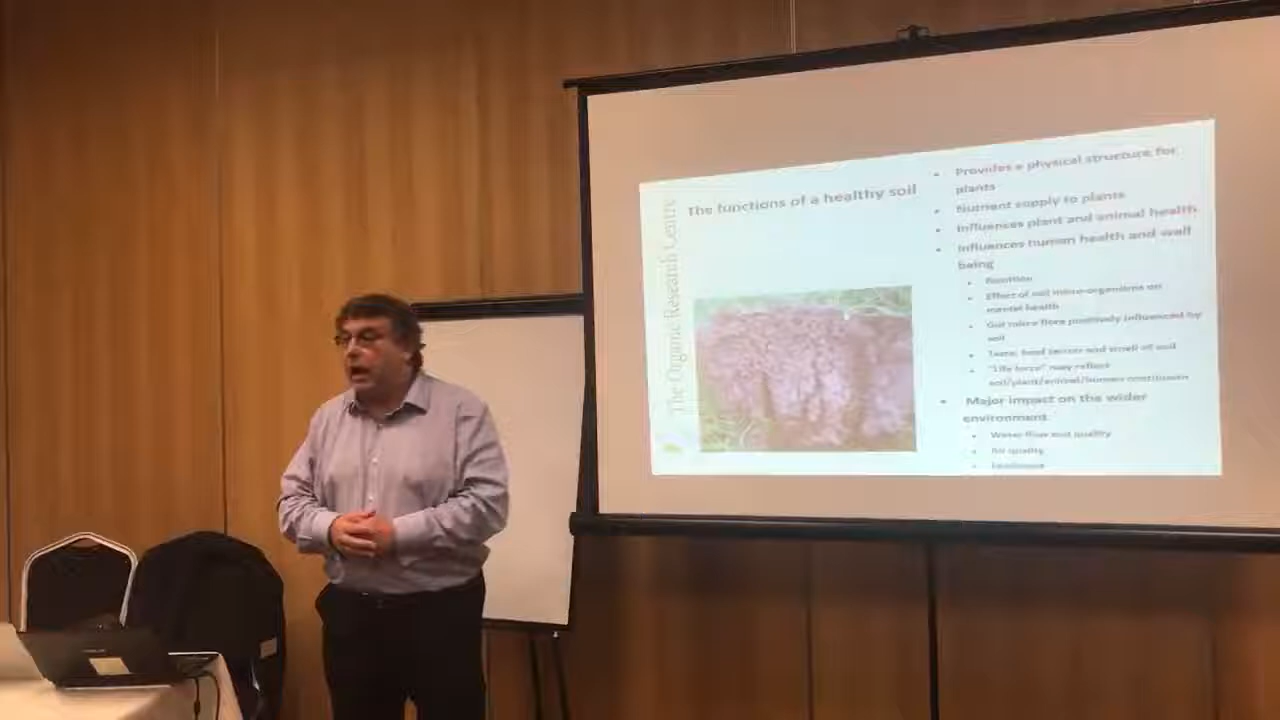 The Organic Research Centre
The functions of a healthy soil
• Provides a physical structure for
plants
• Nutrient supply to plants
• Influences plant and animal health
• Influences human health and well
being
• Nutrition
• Effect of soil micro-organisms on
mental health
• Gut micro flora positively influenced by
soil
• Taste, and smell of soil
• "Life force" may reflect
soil/plant/animal/human continuum
• Major impact on the wider
environment
• Water flow and quality
• Air quality